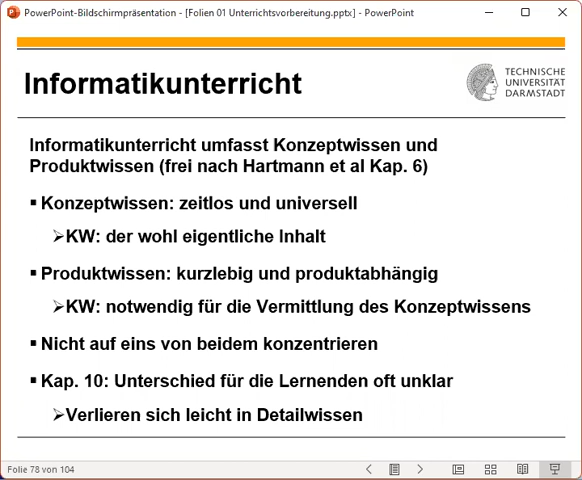 PowerPoint-Bildschirmpräsentation - [Folien 01 Unterrichtsvorbereitung.pptx] - PowerPoint
Informatikunterricht
TECHNISCHE
UNIVERSITÄT
DARMSTADT
Informatikunterricht umfasst Konzeptwissen und
Produktwissen (frei nach Hartmann et al Kap. 6)
▪ Konzeptwissen: zeitlos und universell
➢KW: der wohl eigentliche Inhalt
▪ Produktwissen: kurzlebig und produktabhängig
➢KW: notwendig für die Vermittlung des Konzeptwissens
▪ Nicht auf eins von beidem konzentrieren
▪ Kap. 10: Unterschied für die Lernenden oft unklar
➢Verlieren sich leicht in Detailwissen
Folie 78 von 104